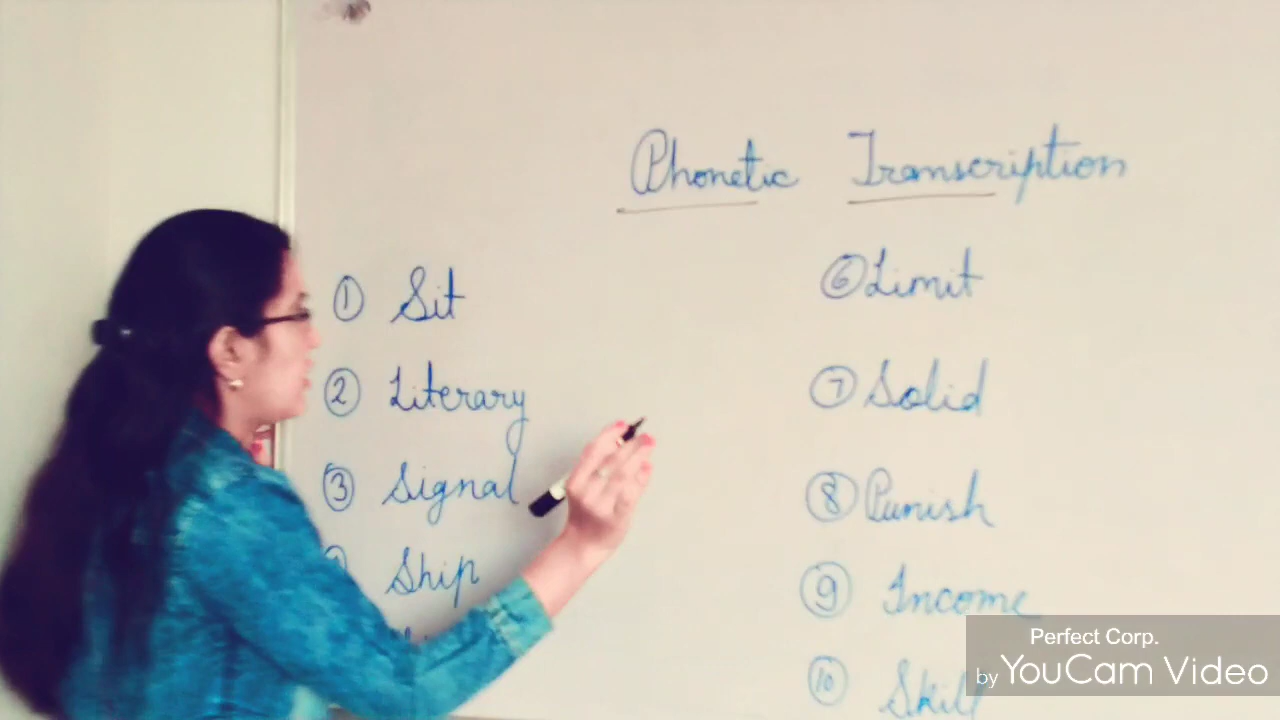 Phonetic Transcription
① Sit
② Literary
③ Signal
Ship
⑥ Limit
⑦ Solid
⑧ Punish
⑨ Income
⑩ Skill
Perfect Corp.
by YouCam Video